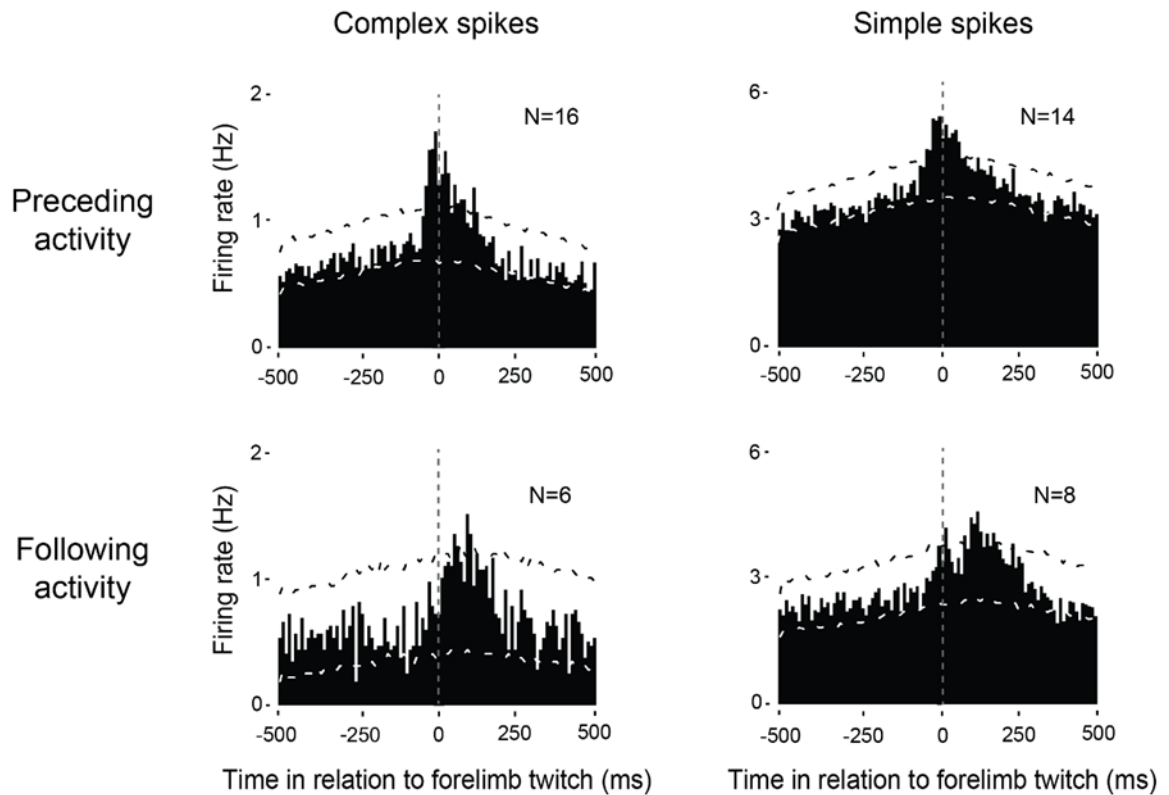 Complex spikes
Simple spikes
Preceding
activity
Firing rate (Hz)
2
1
0
N=16
-500 -250 0 250 500
6
3
0
N=14
-500 -250 0 250 500
Following
activity
Firing rate (Hz)
2
1
0
N=6
-500 -250 0 250 500
Time in relation to forelimb twitch (ms)
6
3
0
N=8
-500 -250 0 250 500
Time in relation to forelimb twitch (ms)